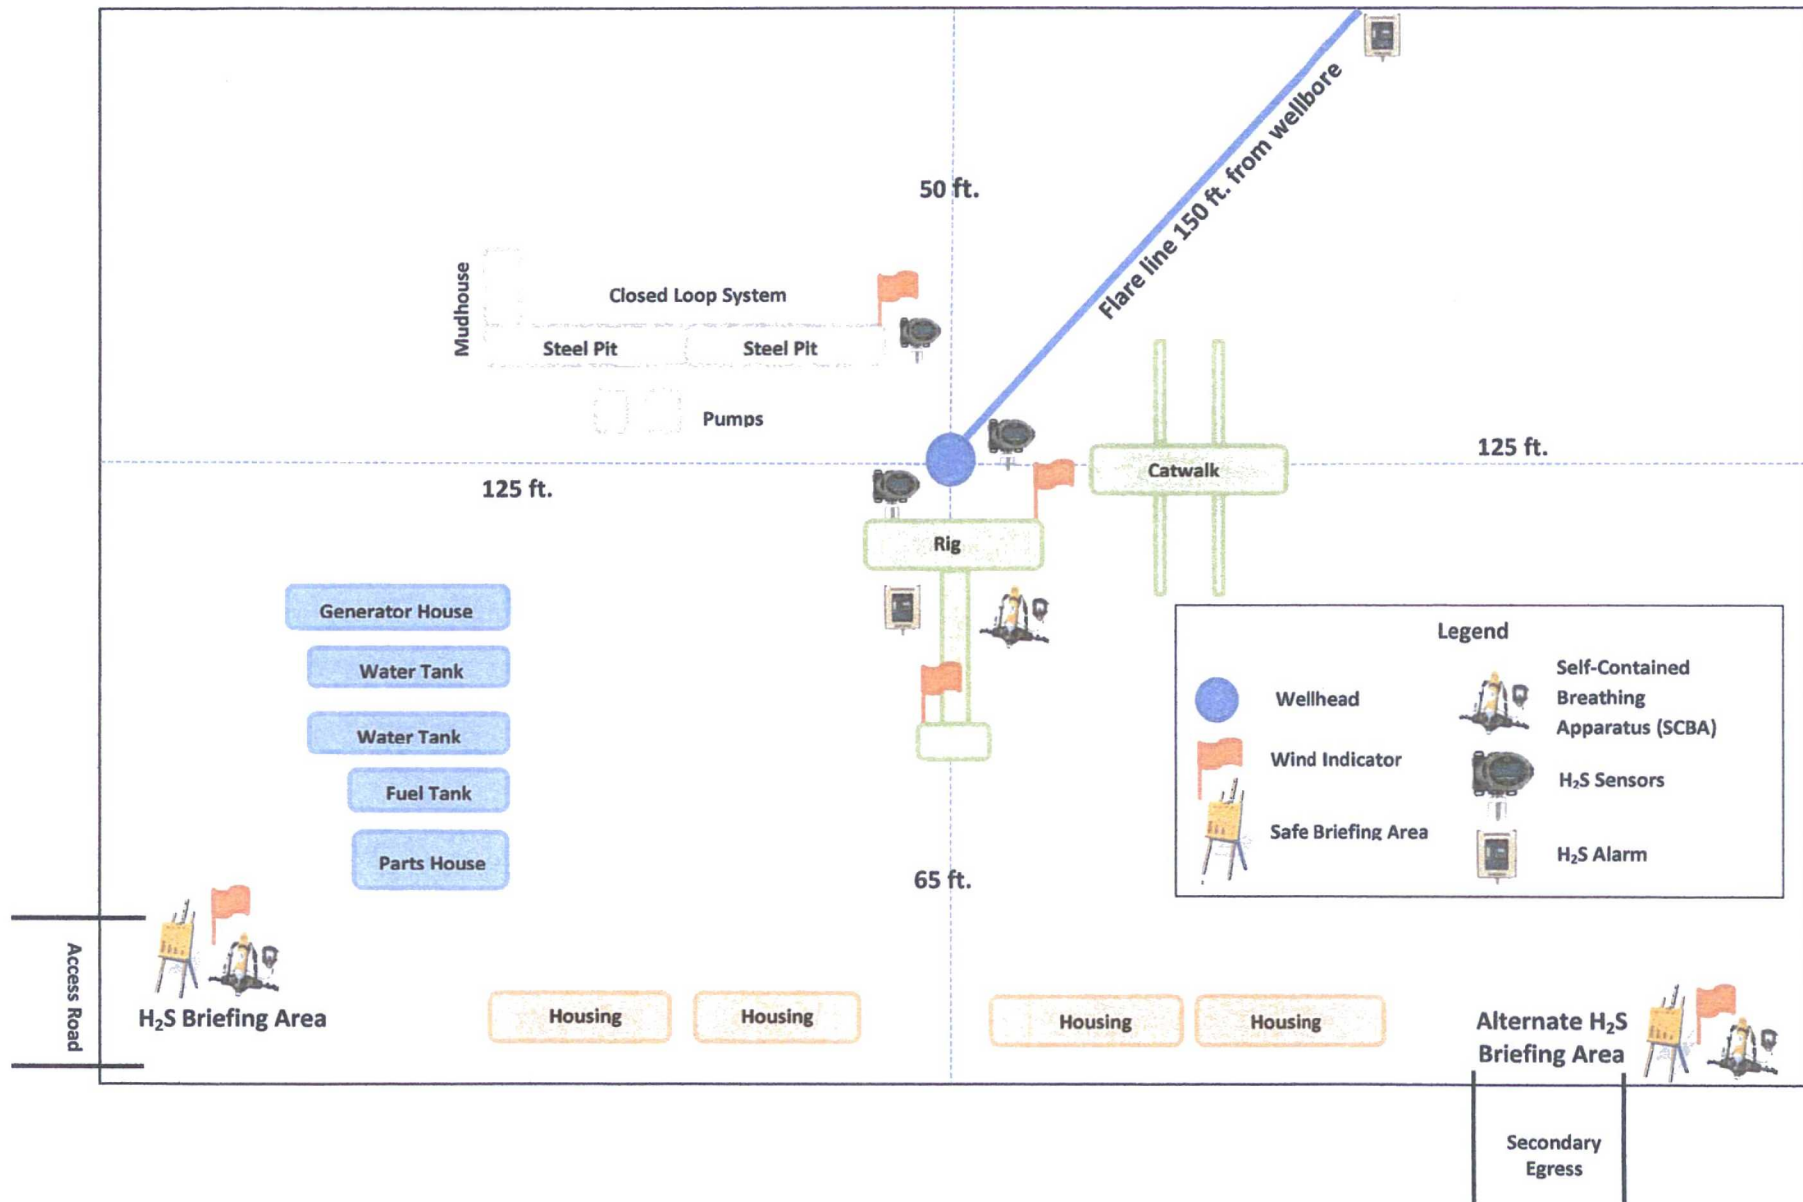 50 ft.
Flare line 150 ft. from wellbore
Mudhouse
Closed Loop System
Steel Pit
Steel Pit
Pumps
125 ft.
125 ft.
Catwalk
Rig
Generator House
Water Tank
Water Tank
Fuel Tank
Parts House
65 ft.
Legend
Wellhead
Wind Indicator
Safe Briefing Area
Self-Contained
Breathing
Apparatus (SCBA)
H₂S Sensors
H₂S Alarm
Access Road
H₂S Briefing Area
Housing
Housing
Housing
Housing
Alternate H₂S
Briefing Area
Secondary
Egress